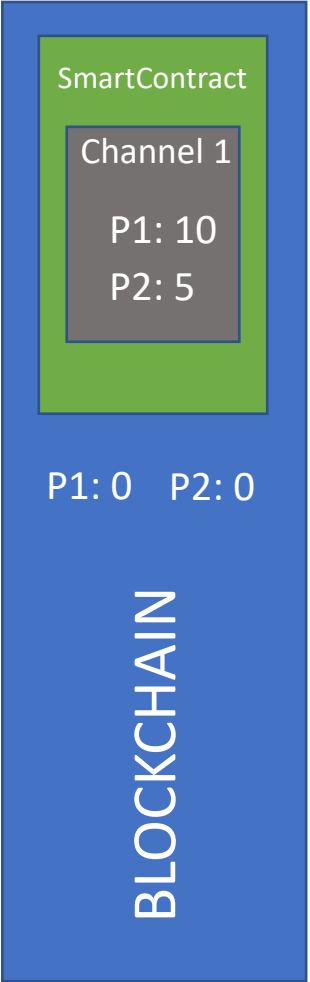 SmartContract
Channel 1
P1: 10
P2: 5
P1: 0 P2: 0
BLOCKCHAIN